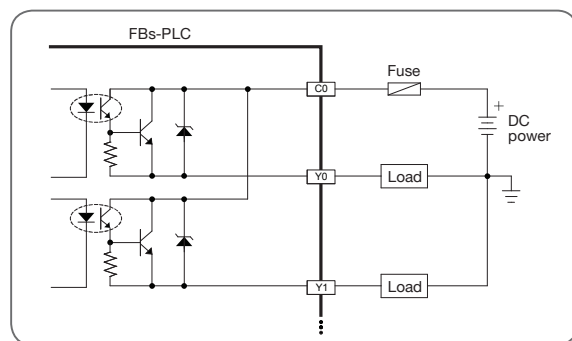 FBs-PLC
C0
Fuse
+
DC
power
Y0
Load
Y1
Load